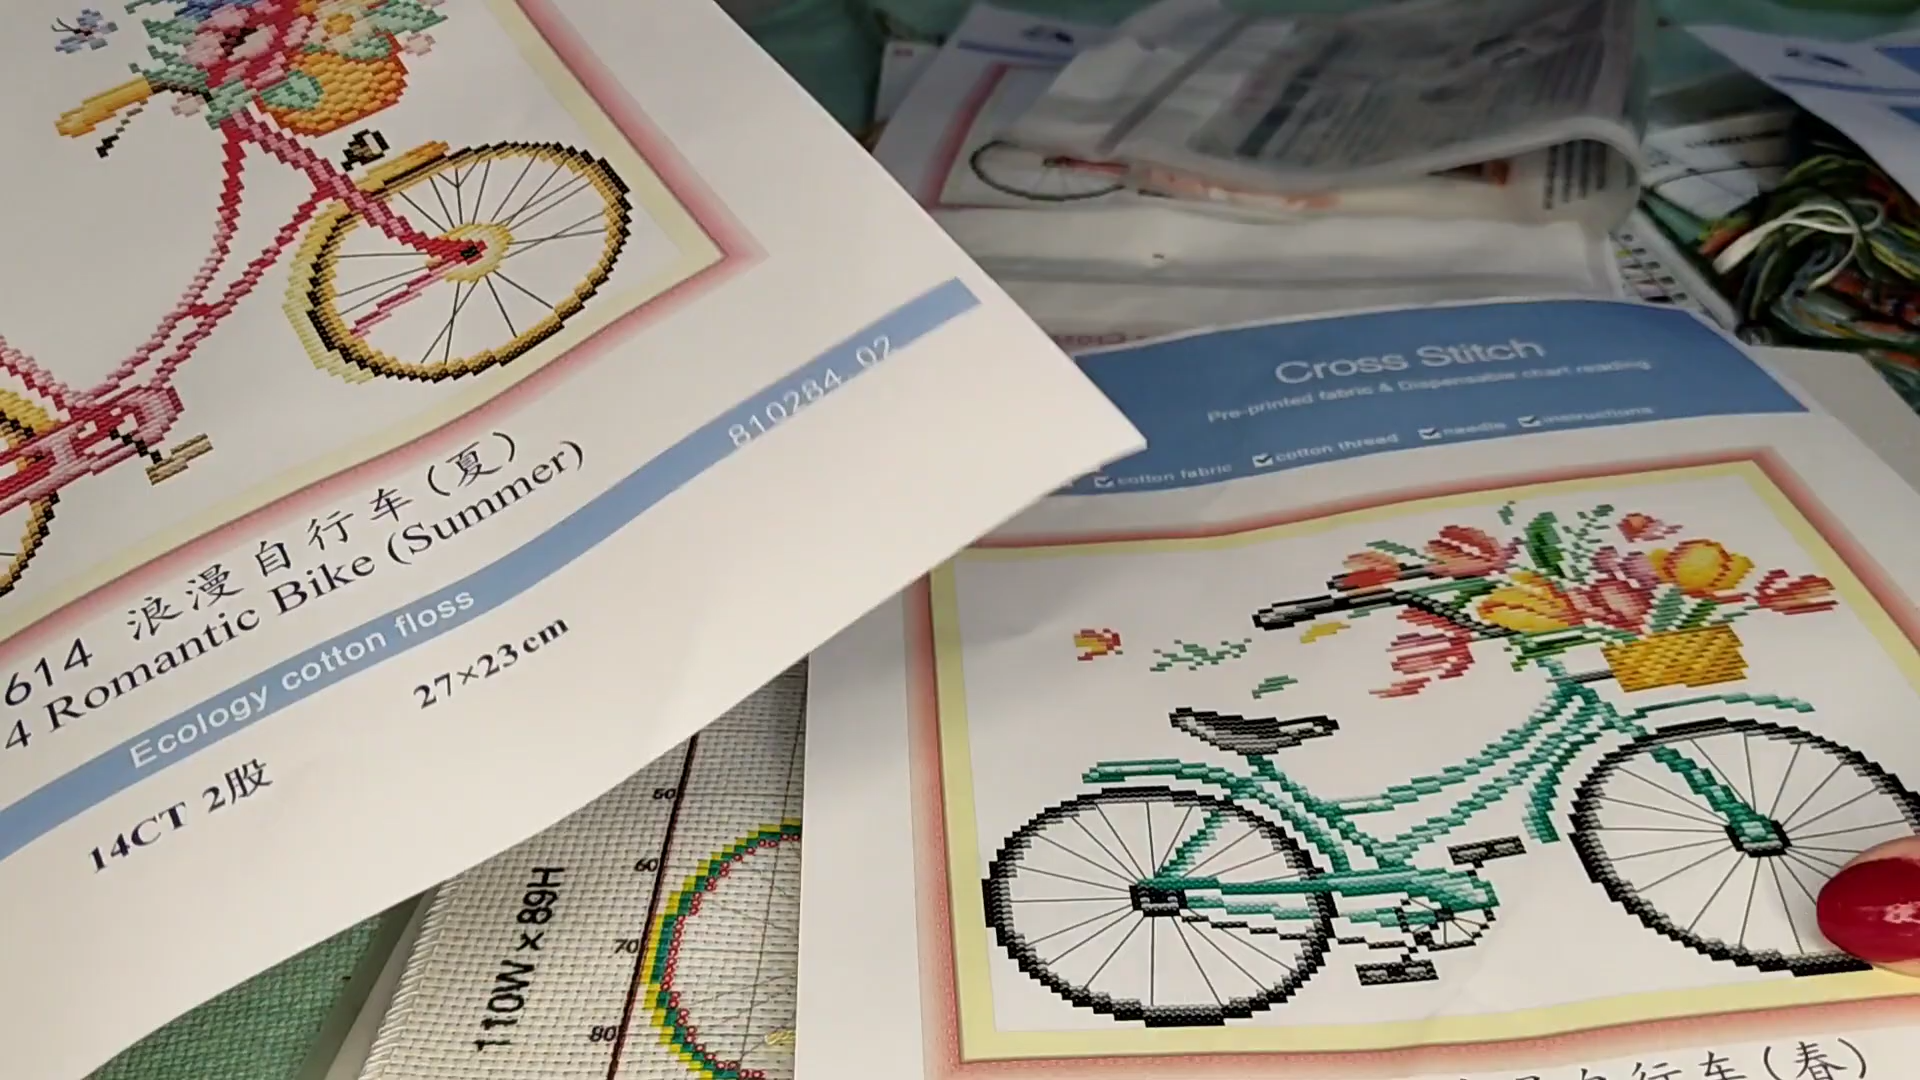 614 浪漫自行车(夏)
4 Romantic Bike (Summer)
810284 02
Ecology cotton floss
14CT 2股
27×23cm
Cross Stitch
Pre-printed fabric & Dispensable chart reading
cotton fabric cotton thread needle instructions
自行车(春)
110W×89H
60
70
80